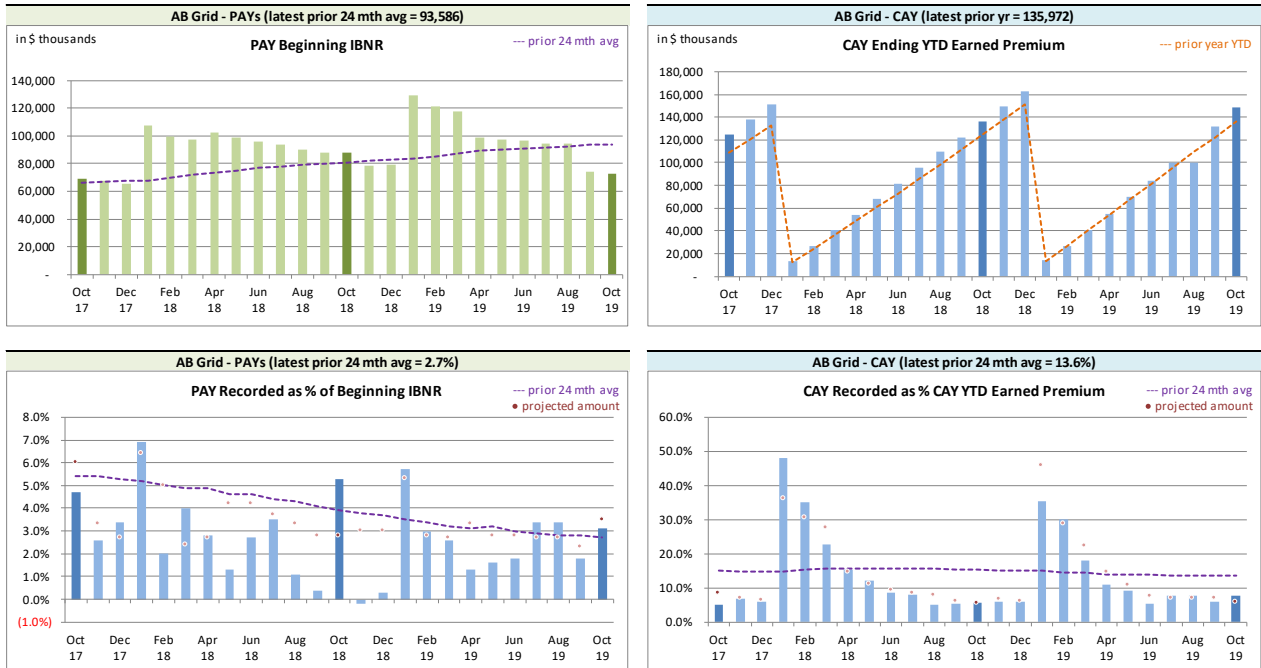 AB Grid - PAYs (latest prior 24 mth avg = 93,586)
in $ thousands
PAY Beginning IBNR
--- prior 24 mth avg
140,000
120,000
100,000
80,000
60,000
40,000
20,000
-
Oct Dec Feb Apr Jun Aug Oct Dec Feb Apr Jun Aug Oct
17 17 18 18 18 18 18 18 19 19 19 19 19
AB Grid - CAY (latest prior yr = 135,972)
in $ thousands
CAY Ending YTD Earned Premium
--- prior year YTD
180,000
160,000
140,000
120,000
100,000
80,000
60,000
40,000
20,000
-
Oct Dec Feb Apr Jun Aug Oct Dec Feb Apr Jun Aug Oct
17 17 18 18 18 18 18 18 19 19 19 19 19
AB Grid - PAYs (latest prior 24 mth avg = 2.7%)
PAY Recorded as % of Beginning IBNR
--- prior 24 mth avg
• projected amount
8.0%
7.0%
6.0%
5.0%
4.0%
3.0%
2.0%
1.0%
0.0%
(1.0%)
Oct Dec Feb Apr Jun Aug Oct Dec Feb Apr Jun Aug Oct
17 17 18 18 18 18 18 18 19 19 19 19 19
AB Grid - CAY (latest prior 24 mth avg = 13.6%)
CAY Recorded as % CAY YTD Earned Premium
--- prior 24 mth avg
• projected amount
60.0%
50.0%
40.0%
30.0%
20.0%
10.0%
0.0%
Oct Dec Feb Apr Jun Aug Oct Dec Feb Apr Jun Aug Oct
17 17 18 18 18 18 18 18 19 19 19 19 19